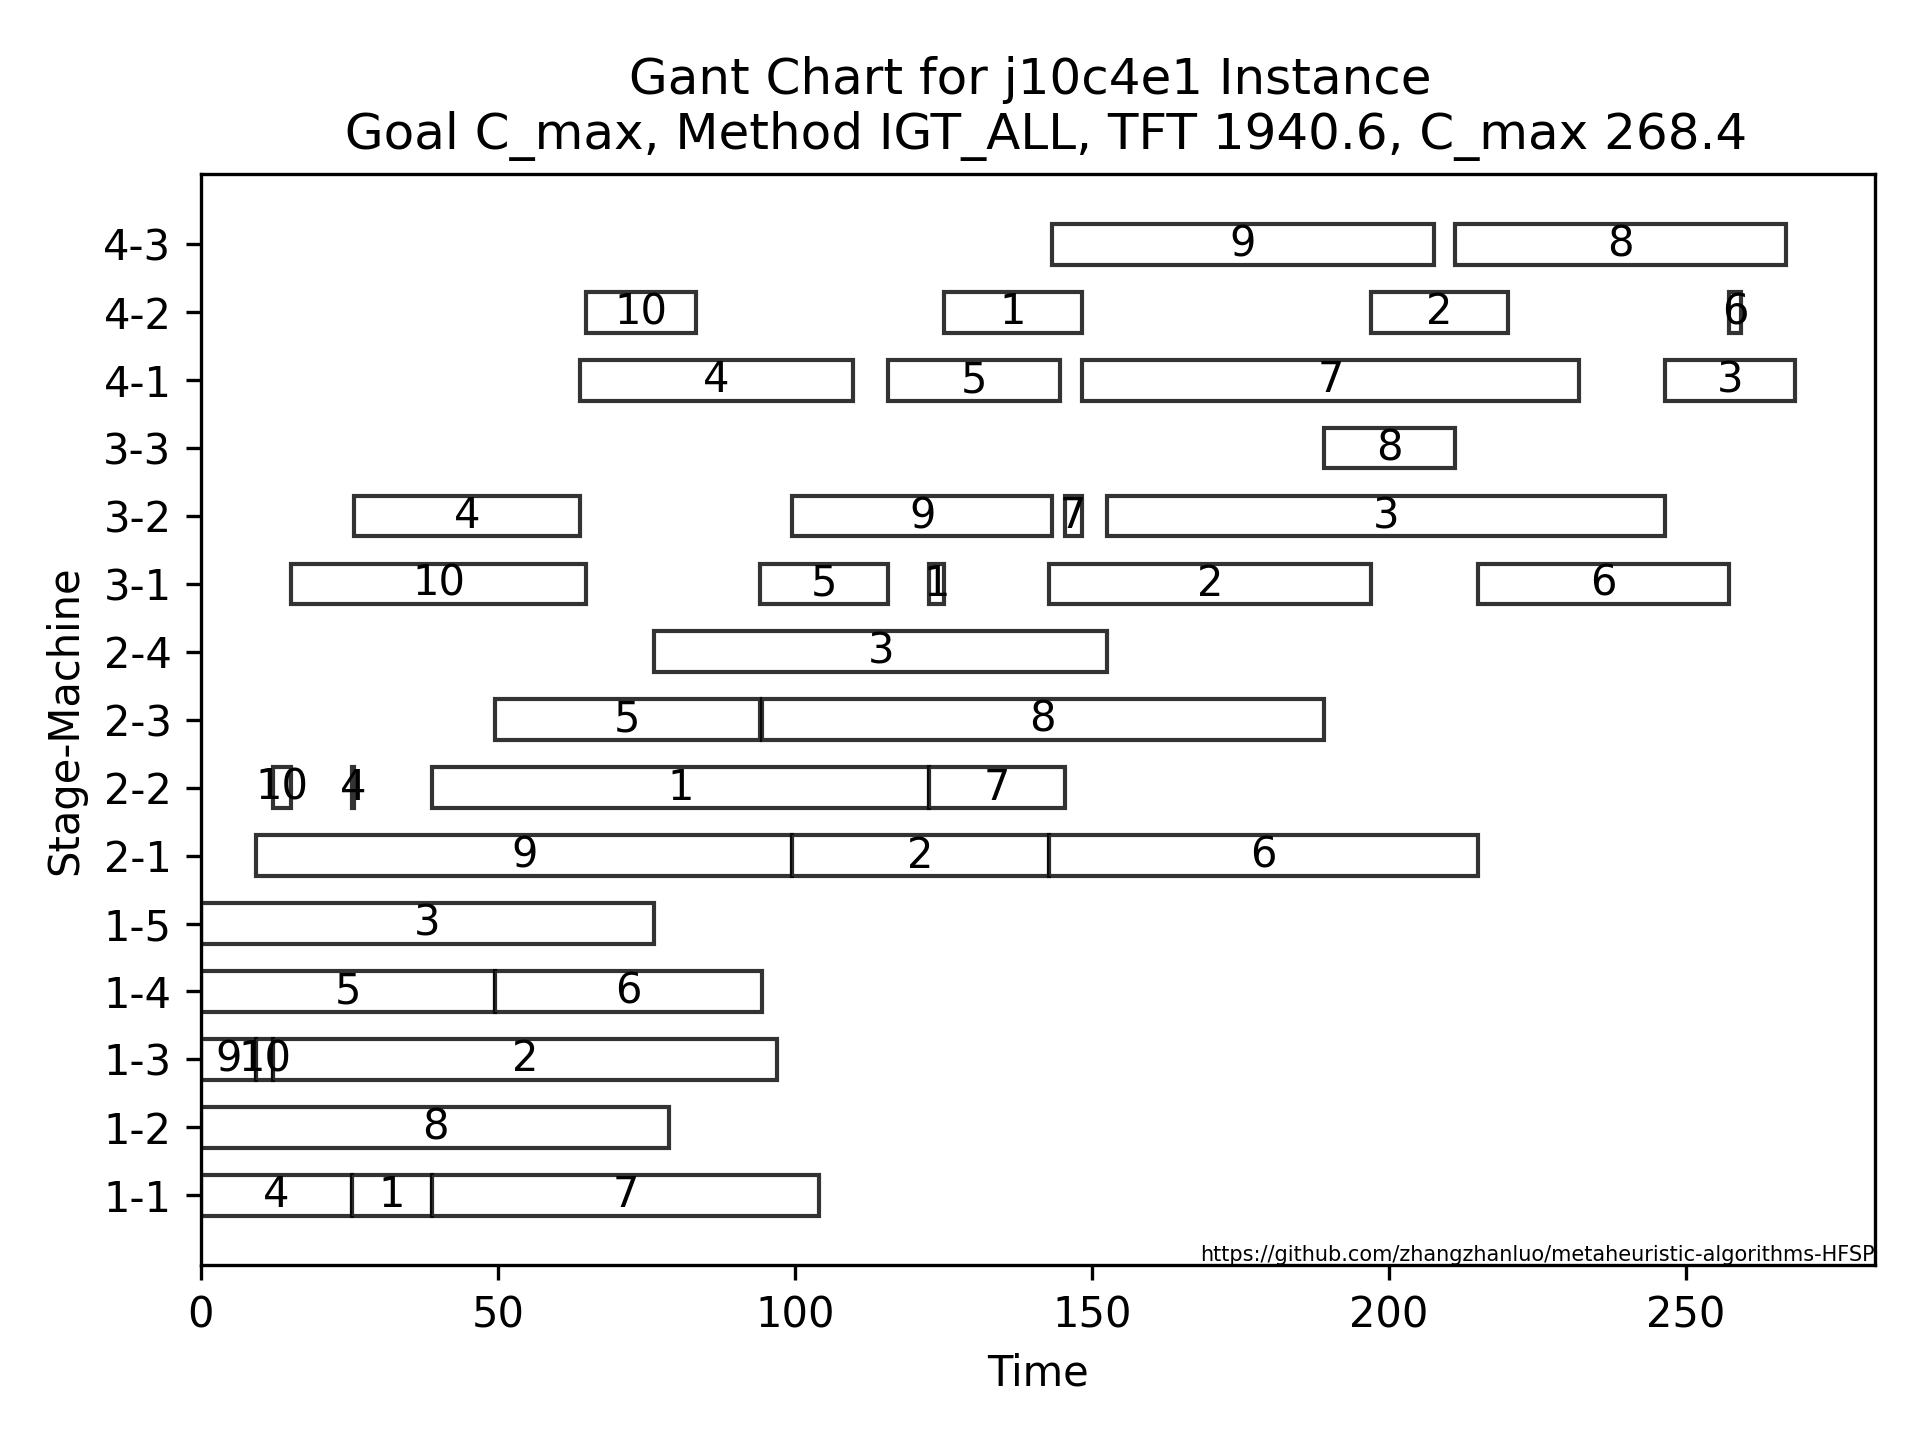 Gant Chart for j10c4e1 Instance
Goal C_max, Method IGT_ALL, TFT 1940.6, C_max 268.4
Stage-Machine
4-3 9 8
4-2 10 1 2 6
4-1 4 5 7 3
3-3 8
3-2 4 9 7 3
3-1 10 5 1 2 6
2-4 3
2-3 5 8
2-2 10 4 1 7
2-1 9 2 6
1-5 3
1-4 5 6
1-3 9 10 2
1-2 8
1-1 4 1 7
https://github.com/zhangzhanluo/metaheuristic-algorithms-HFSP
0 50 100 150 200 250
Time